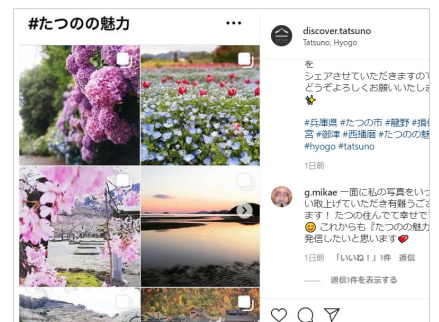 #たつのの魅力
discover.tatsuno
Tatsuno, Hyogo
を
シェアさせていただきますので
どうぞよろしくお願いいたしま
#兵庫県 #たつの市 #龍野 #揖
宮 #御津 #西播磨 #たつのの魅
#hyogo #tatsuno
1日前
g.mikae 一面に私の写真をいっ
い取上げていただき有難うご
ます！ たつの住んでて幸せで
😊 これからも『たつのの魅力
発信したいと思います💕
1日前 「いいね！」1件 返信
返信1件を表示する